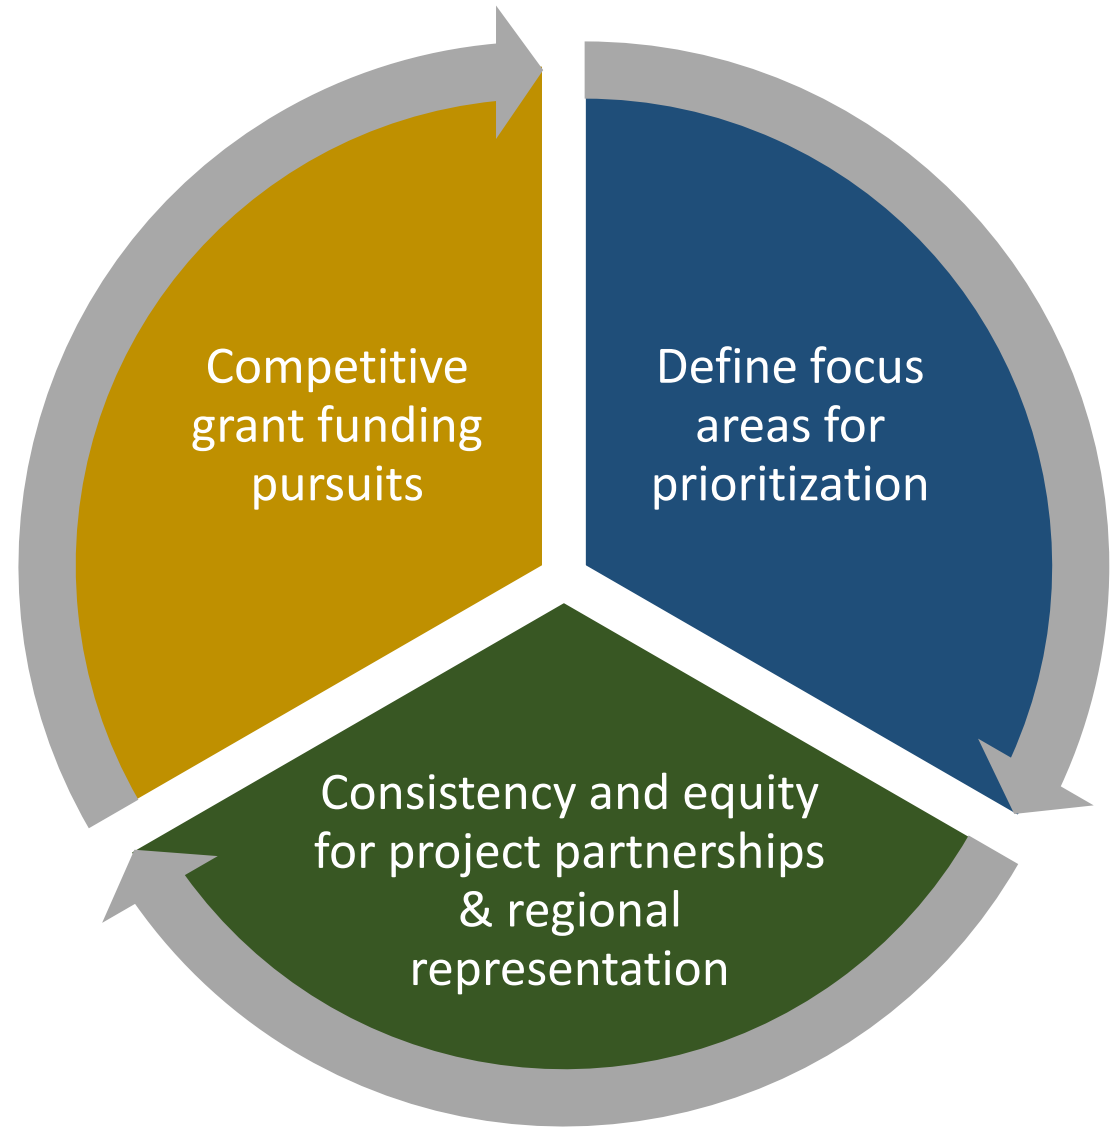 Competitive
grant funding
pursuits
Define focus
areas for
prioritization
Consistency and equity
for project partnerships
& regional
representation